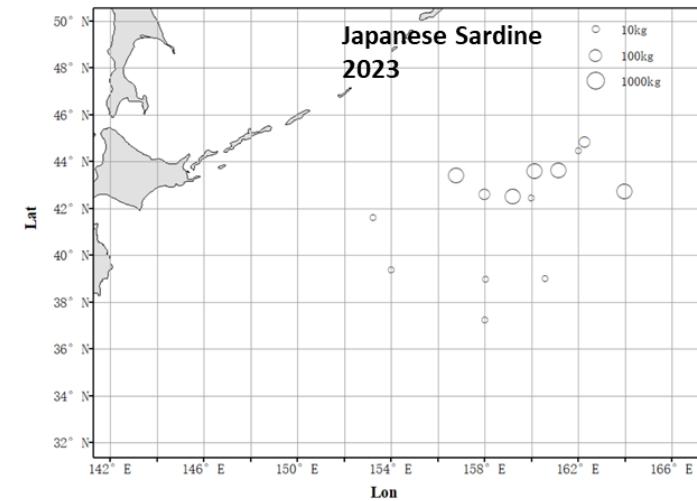 Japanese Sardine
2023
10kg
100kg
1000kg
50° N
48° N
46° N
44° N
42° N
40° N
38° N
36° N
34° N
32° N
Lat
142° E
146° E
150° E
154° E
158° E
162° E
166° E
Lon